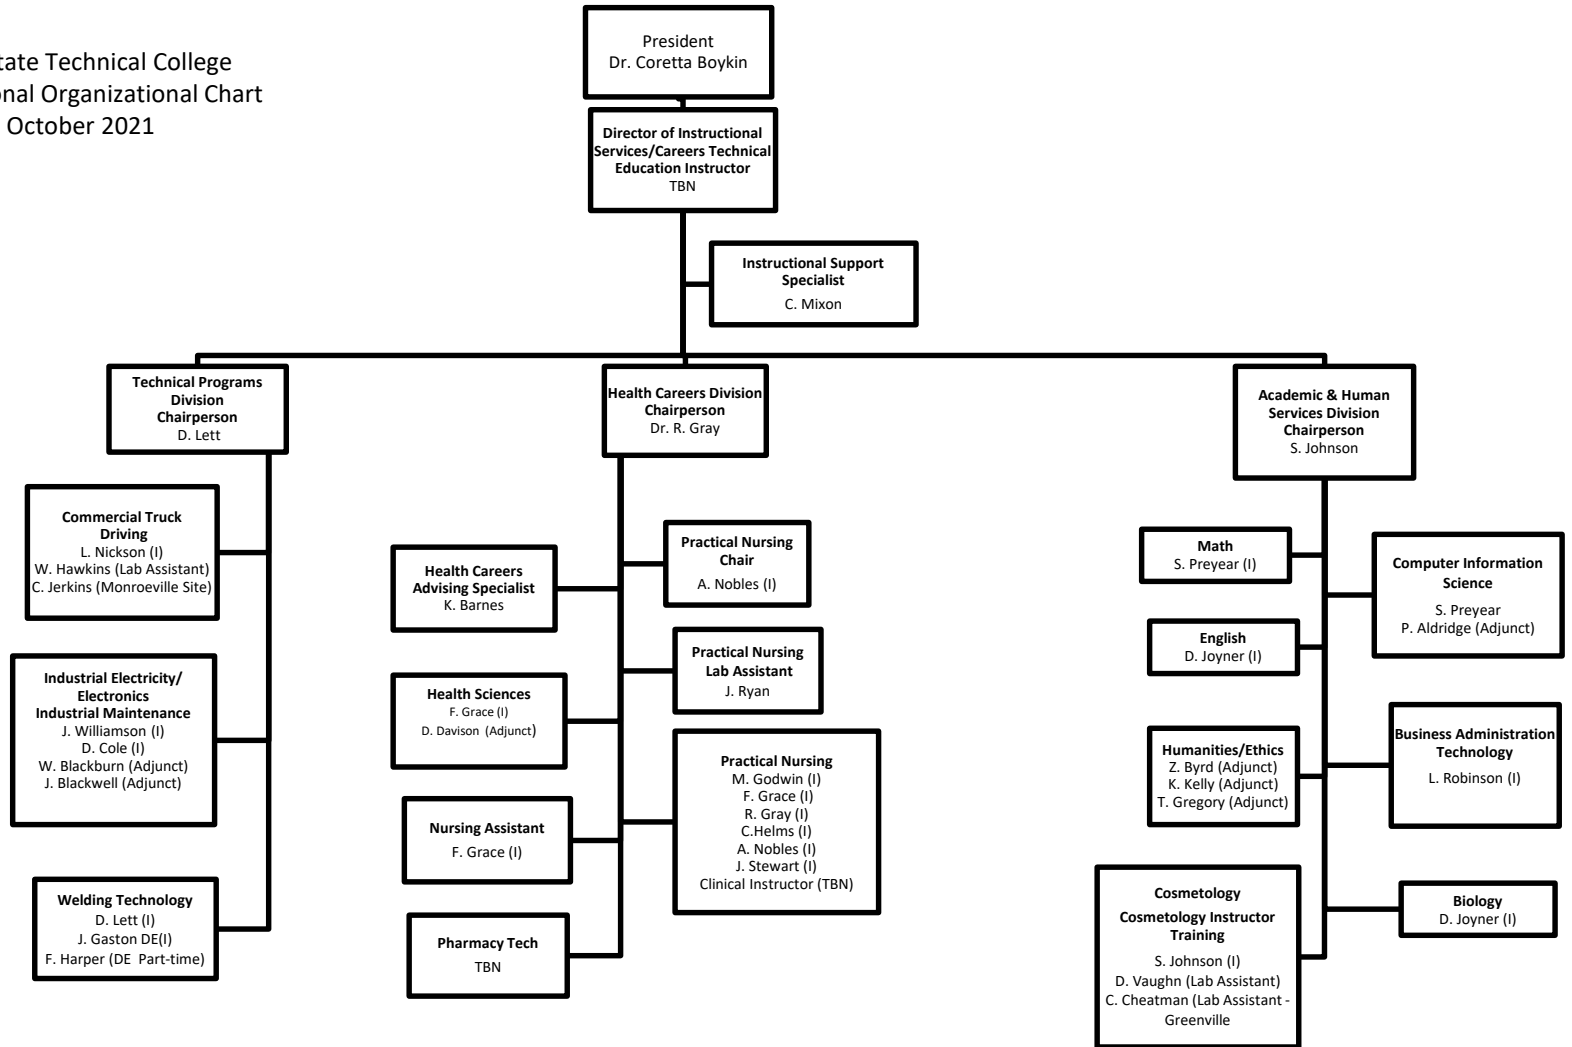 tate Technical College
onal Organizational Chart
October 2021
President
Dr. Coretta Boykin
Director of Instructional
Services/Careers Technical
Education Instructor
TBN
Instructional Support
Specialist
C. Mixon
Technical Programs
Division
Chairperson
D. Lett
Health Careers Division
Chairperson
Dr. R. Gray
Academic & Human
Services Division
Chairperson
S. Johnson
Commercial Truck
Driving
L. Nickson (I)
W. Hawkins (Lab Assistant)
C. Jerkins (Monroeville Site)
Industrial Electricity/
Electronics
Industrial Maintenance
J. Williamson (I)
D. Cole (I)
W. Blackburn (Adjunct)
J. Blackwell (Adjunct)
Welding Technology
D. Lett (I)
J. Gaston DE(I)
F. Harper (DE Part-time)
Health Careers
Advising Specialist
K. Barnes
Health Sciences
F. Grace (I)
D. Davison (Adjunct)
Nursing Assistant
F. Grace (I)
Pharmacy Tech
TBN
Practical Nursing
Chair
A. Nobles (I)
Practical Nursing
Lab Assistant
J. Ryan
Practical Nursing
M. Godwin (I)
F. Grace (I)
R. Gray (I)
C.Helms (I)
A. Nobles (I)
J. Stewart (I)
Clinical Instructor (TBN)
Math
S. Preyear (I)
English
D. Joyner (I)
Humanities/Ethics
Z. Byrd (Adjunct)
K. Kelly (Adjunct)
T. Gregory (Adjunct)
Cosmetology
Cosmetology Instructor
Training
S. Johnson (I)
D. Vaughn (Lab Assistant)
C. Cheatman (Lab Assistant -
Greenville
Computer Information
Science
S. Preyear
P. Aldridge (Adjunct)
Business Administration
Technology
L. Robinson (I)
Biology
D. Joyner (I)